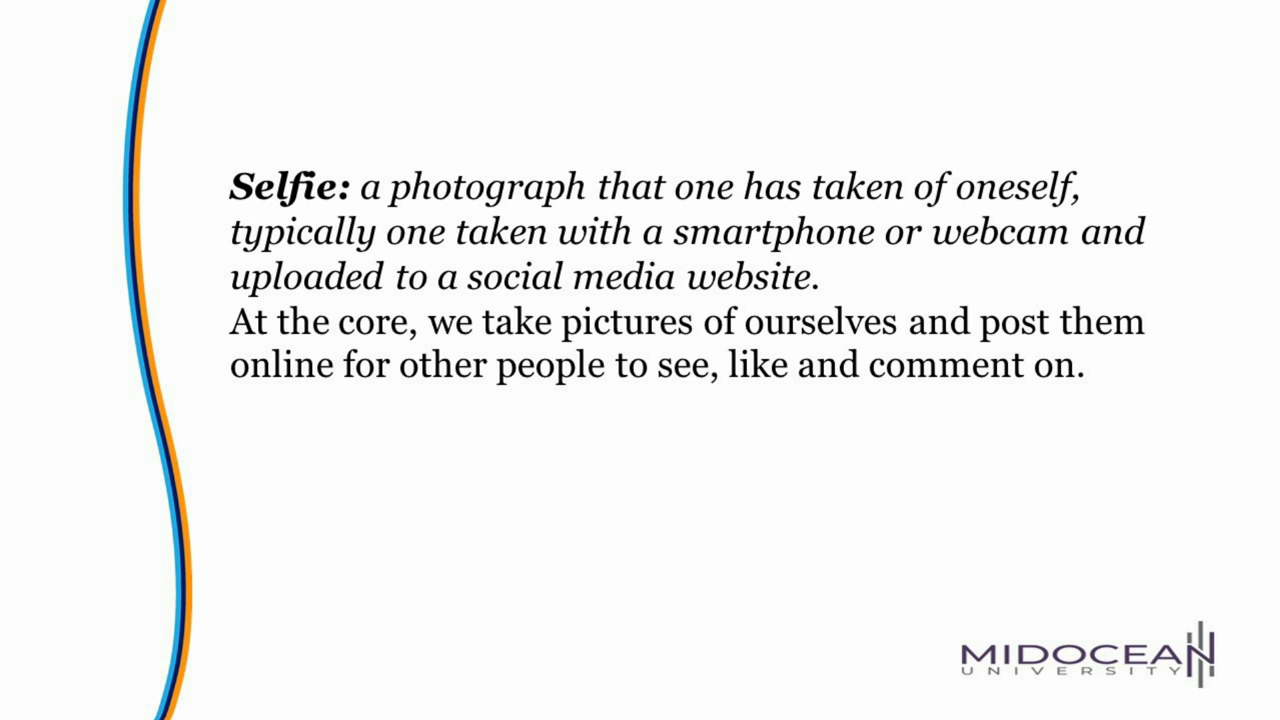 Selfie: a photograph that one has taken of oneself,
typically one taken with a smartphone or webcam and
uploaded to a social media website.
At the core, we take pictures of ourselves and post them
online for other people to see, like and comment on.
MIDOCEAN
UNIVERSITY